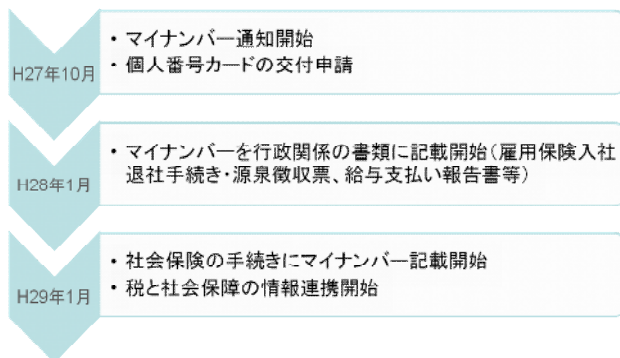 H27年10月
・マイナンバー通知開始
・個人番号カードの交付申請
H28年1月
・マイナンバーを行政関係の書類に記載開始(雇用保険入社
退社手続き・源泉徴収票、給与支払い報告書等)
H29年1月
・社会保険の手続きにマイナンバー記載開始
・税と社会保障の情報連携開始